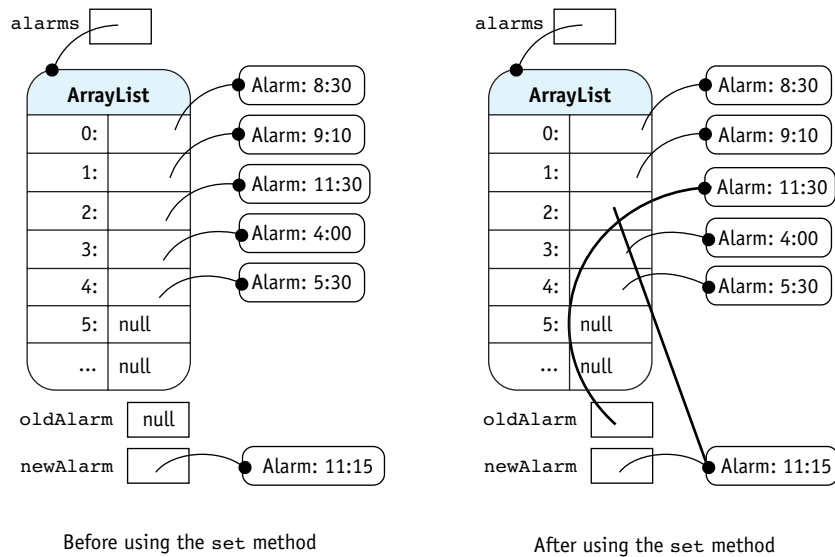 alarms
ArrayList
0:
Alarm: 8:30
1:
Alarm: 9:10
2:
Alarm: 11:30
3:
Alarm: 4:00
4:
Alarm: 5:30
5: null
... null
oldAlarm null
newAlarm
Alarm: 11:15
Before using the set method
alarms
ArrayList
0:
Alarm: 8:30
1:
Alarm: 9:10
2:
Alarm: 11:30
3:
Alarm: 4:00
4:
Alarm: 5:30
5: null
... null
oldAlarm
newAlarm
Alarm: 11:15
After using the set method